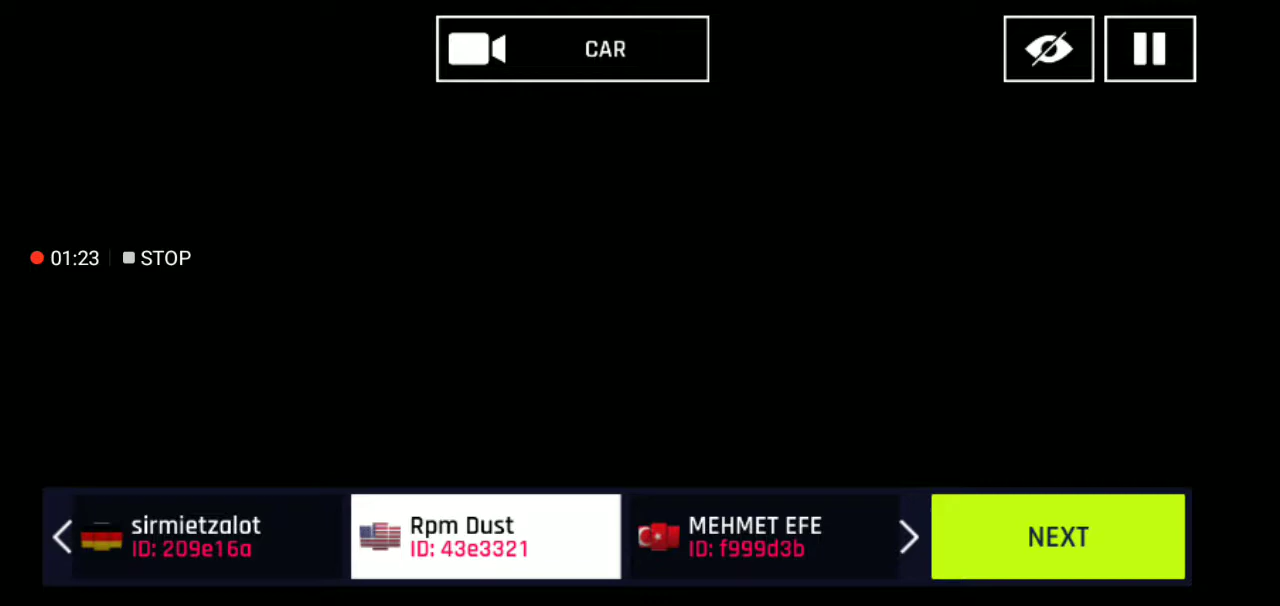 CAR
01:23 STOP
sirmietzalot
ID: 209e16a
Rpm Dust
ID: 43e3321
MEHMET EFE
ID: f999d3b
NEXT